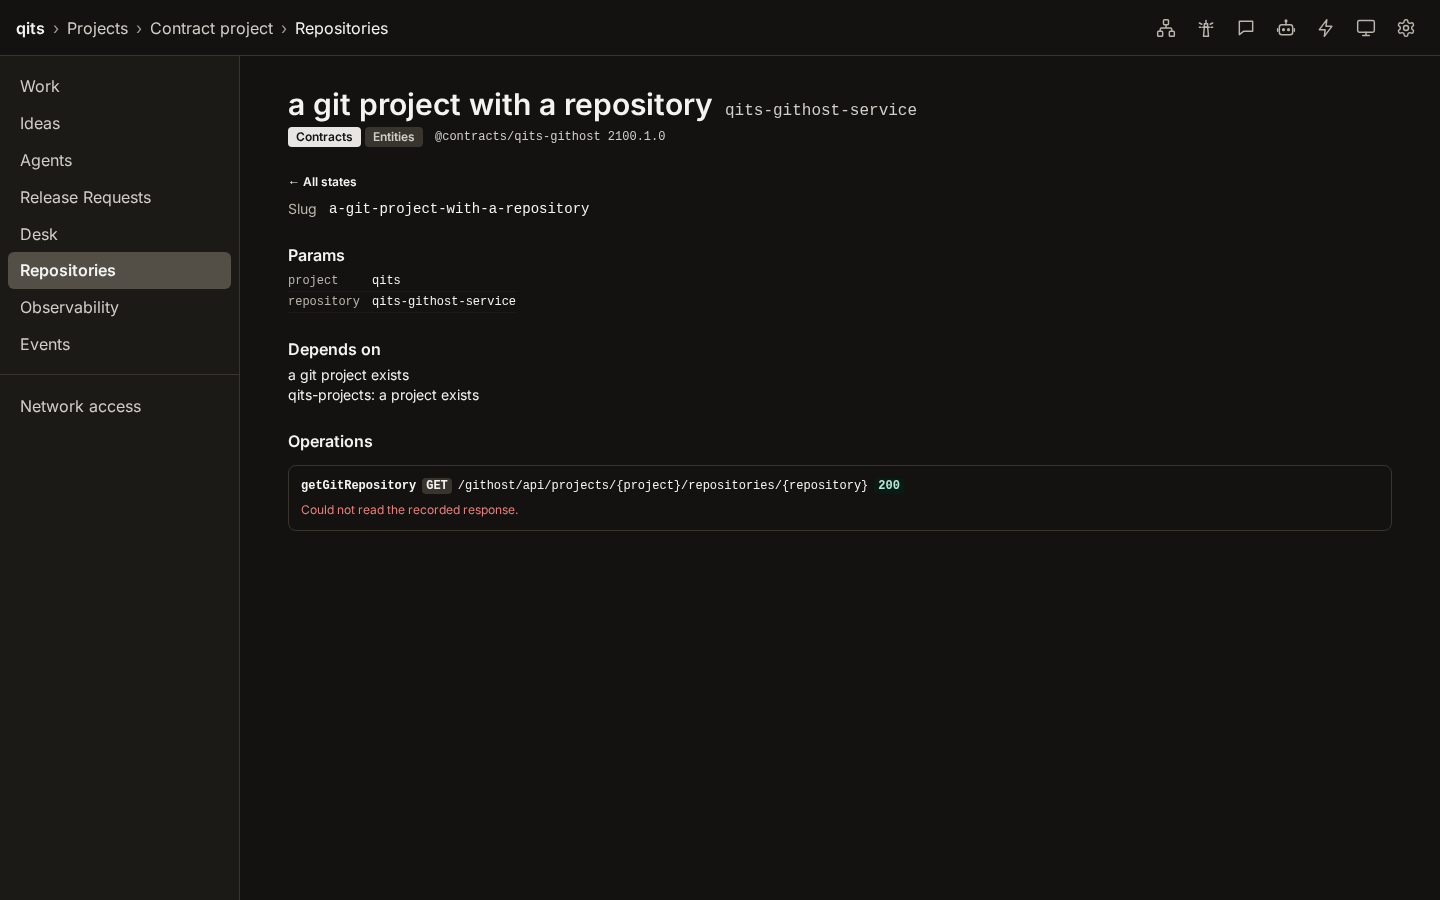 qits › Projects › Contract project › Repositories
Work
Ideas
Agents
Release Requests
Desk
Repositories
Observability
Events
Network access
a git project with a repository qits-githost-service
Contracts Entities @contracts/qits-githost 2100.1.0
← All states
Slug a-git-project-with-a-repository
Params
project qits
repository qits-githost-service
Depends on
a git project exists
qits-projects: a project exists
Operations
getGitRepository GET /githost/api/projects/{project}/repositories/{repository} 200
Could not read the recorded response.